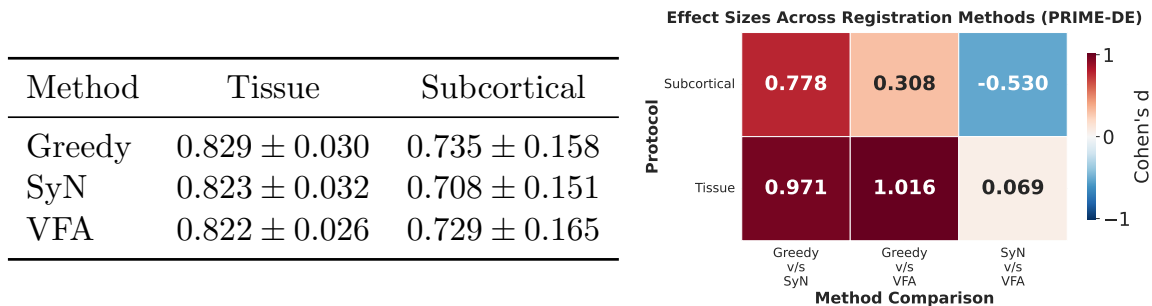 Method Tissue Subcortical
Greedy 0.829 ± 0.030 0.735 ± 0.158
SyN 0.823 ± 0.032 0.708 ± 0.151
VFA 0.822 ± 0.026 0.729 ± 0.165
Effect Sizes Across Registration Methods (PRIME-DE)
Protocol
Subcortical 0.778 0.308 -0.530
Tissue 0.971 1.016 0.069
Greedy
v/s
SyN
Greedy
v/s
VFA
SyN
v/s
VFA
Method Comparison
1
0
−1
Cohen's d